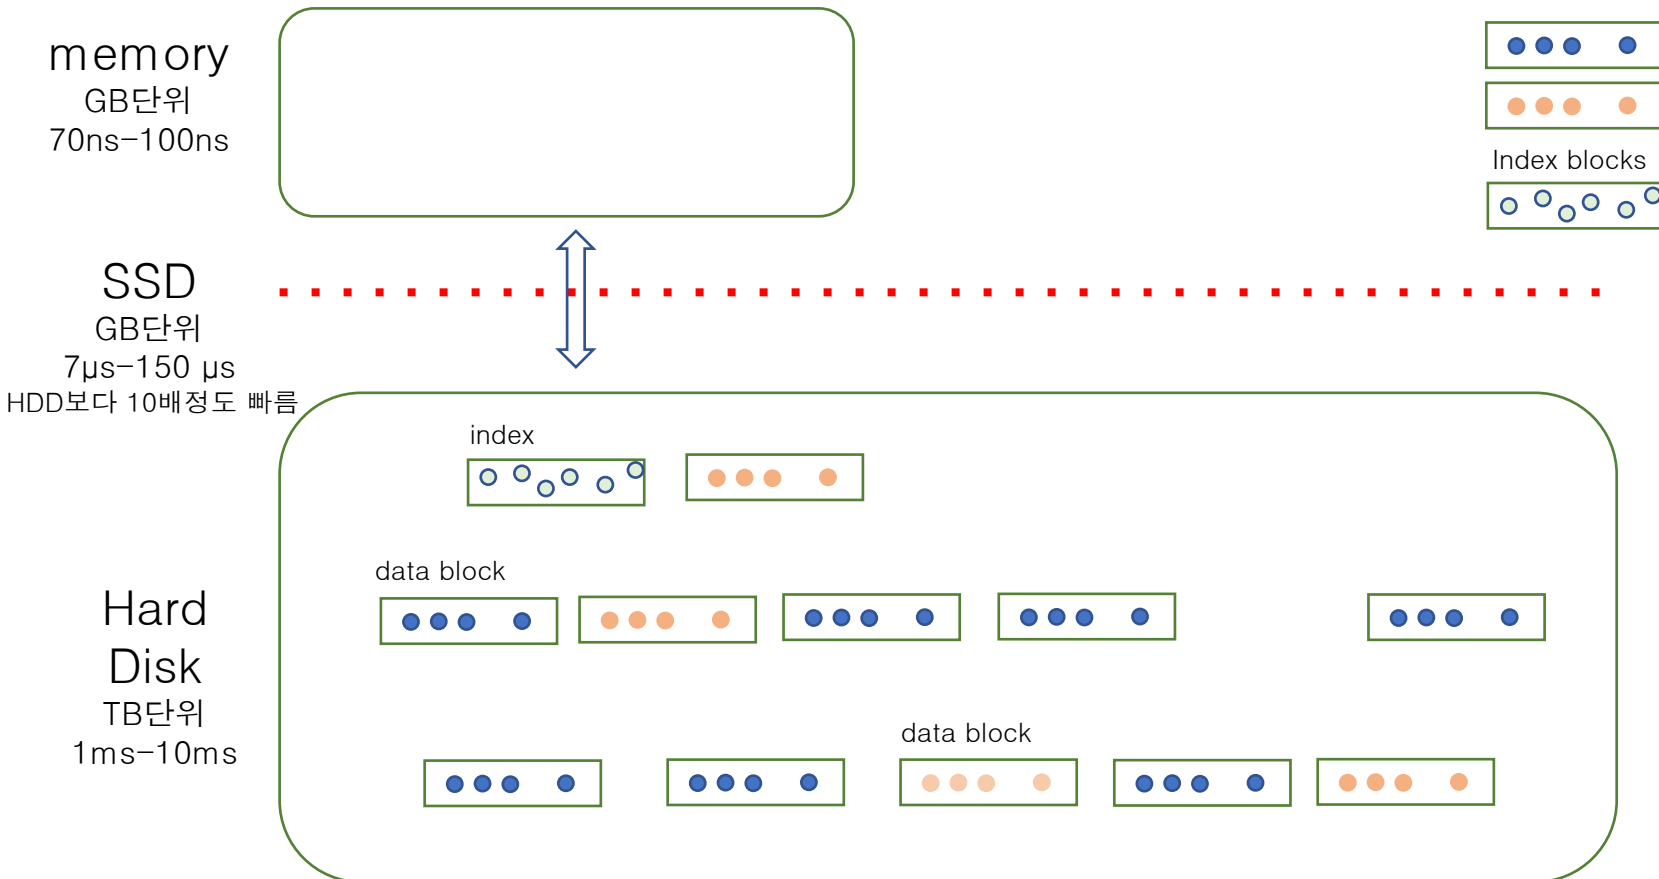 memory
GB단위
70ns-100ns
Index blocks
SSD
GB단위
7μs-150 μs
HDD보다 10배정도 빠름
index
data block
Hard
Disk
TB단위
1ms-10ms
data block